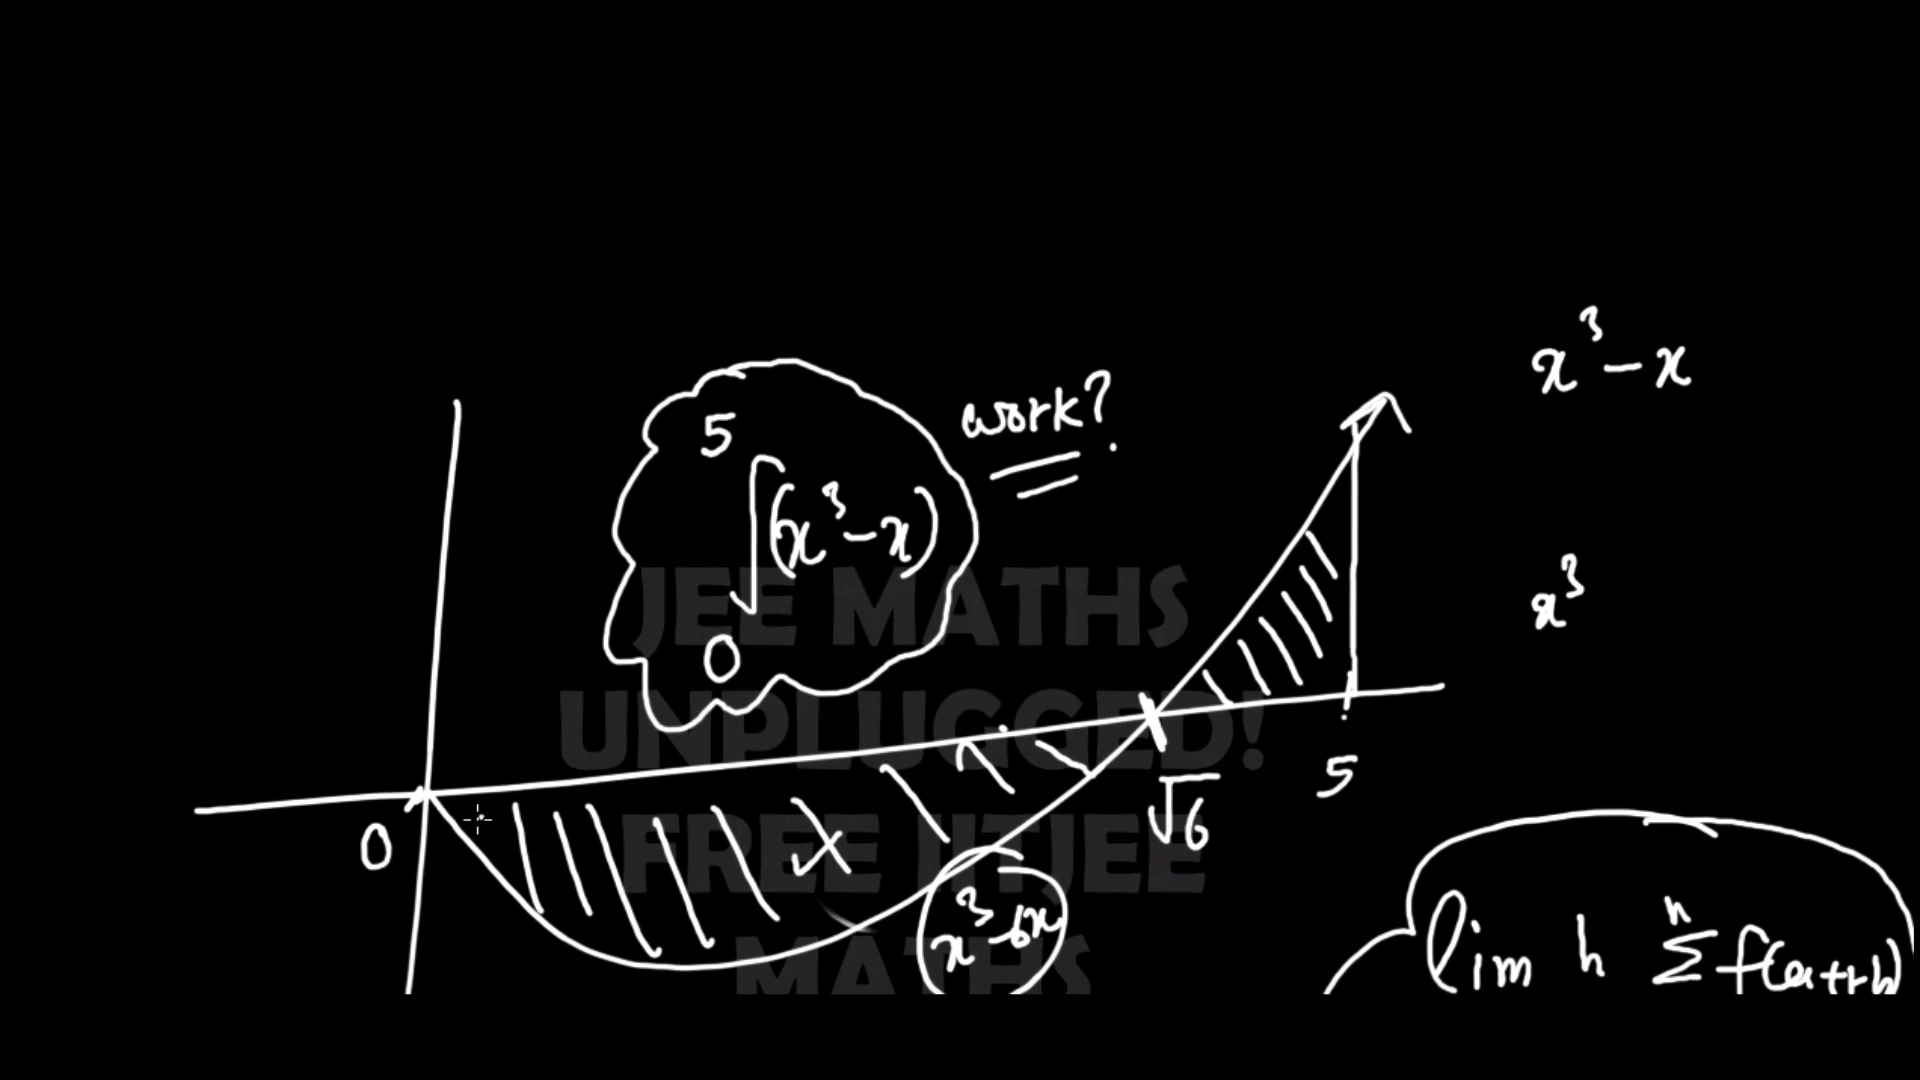 x³-x
work?
5
∫(x³-x)
0
x³
JEE MATHS
UNPLUGGED!
FREE IITJEE
MATHS
5
√6
0
x³-6x
lim h
n
Σ f(a+rh)